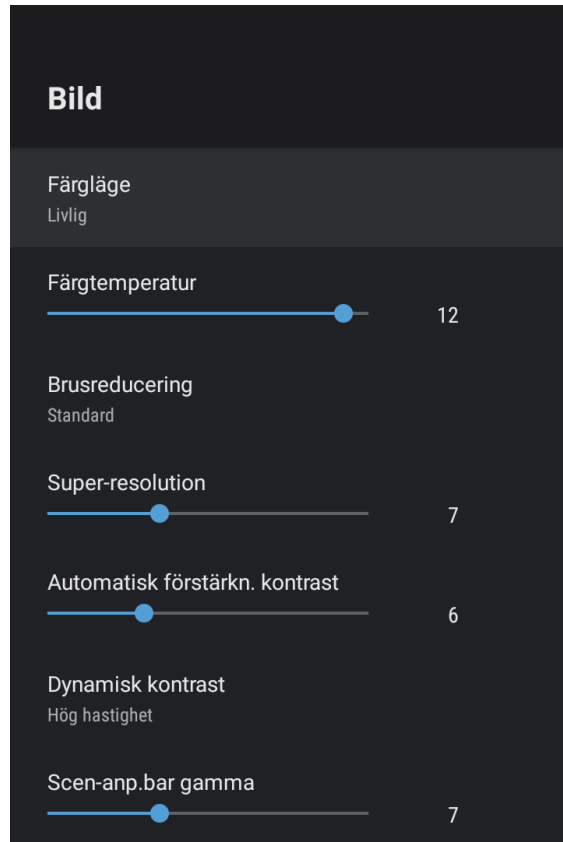 Bild
Färgläge
Livlig
Färgtemperatur
12
Brusreducering
Standard
Super-resolution
7
Automatisk förstärkn. kontrast
6
Dynamisk kontrast
Hög hastighet
Scen-anp.bar gamma
7